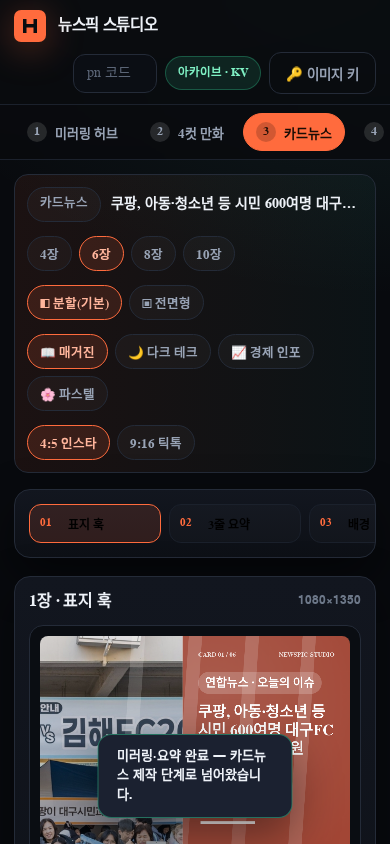 H 뉴스픽 스튜디오
pn 코드 아카이브 · KV 🔑 이미지 키
1 미러링 허브 2 4컷 만화 3 카드뉴스 4
카드뉴스 쿠팡, 아동·청소년 등 시민 600여명 대구…
4장 6장 8장 10장
◧ 분할(기본) ▣ 전면형
📖 매거진 🌙 다크 테크 📈 경제 인포
🌸 파스텔
4:5 인스타 9:16 틱톡
01 표지 훅 02 3줄 요약 03 배경
1장 · 표지 훅 1080×1350
CARD 01 / 06 NEWSPIC STUDIO
연합뉴스 · 오늘의 이슈
쿠팡, 아동·청소년 등
시민 600여명 대구FC
원
안내
김해FC20
미러링·요약 완료 — 카드뉴
스 제작 단계로 넘어왔습니
다.